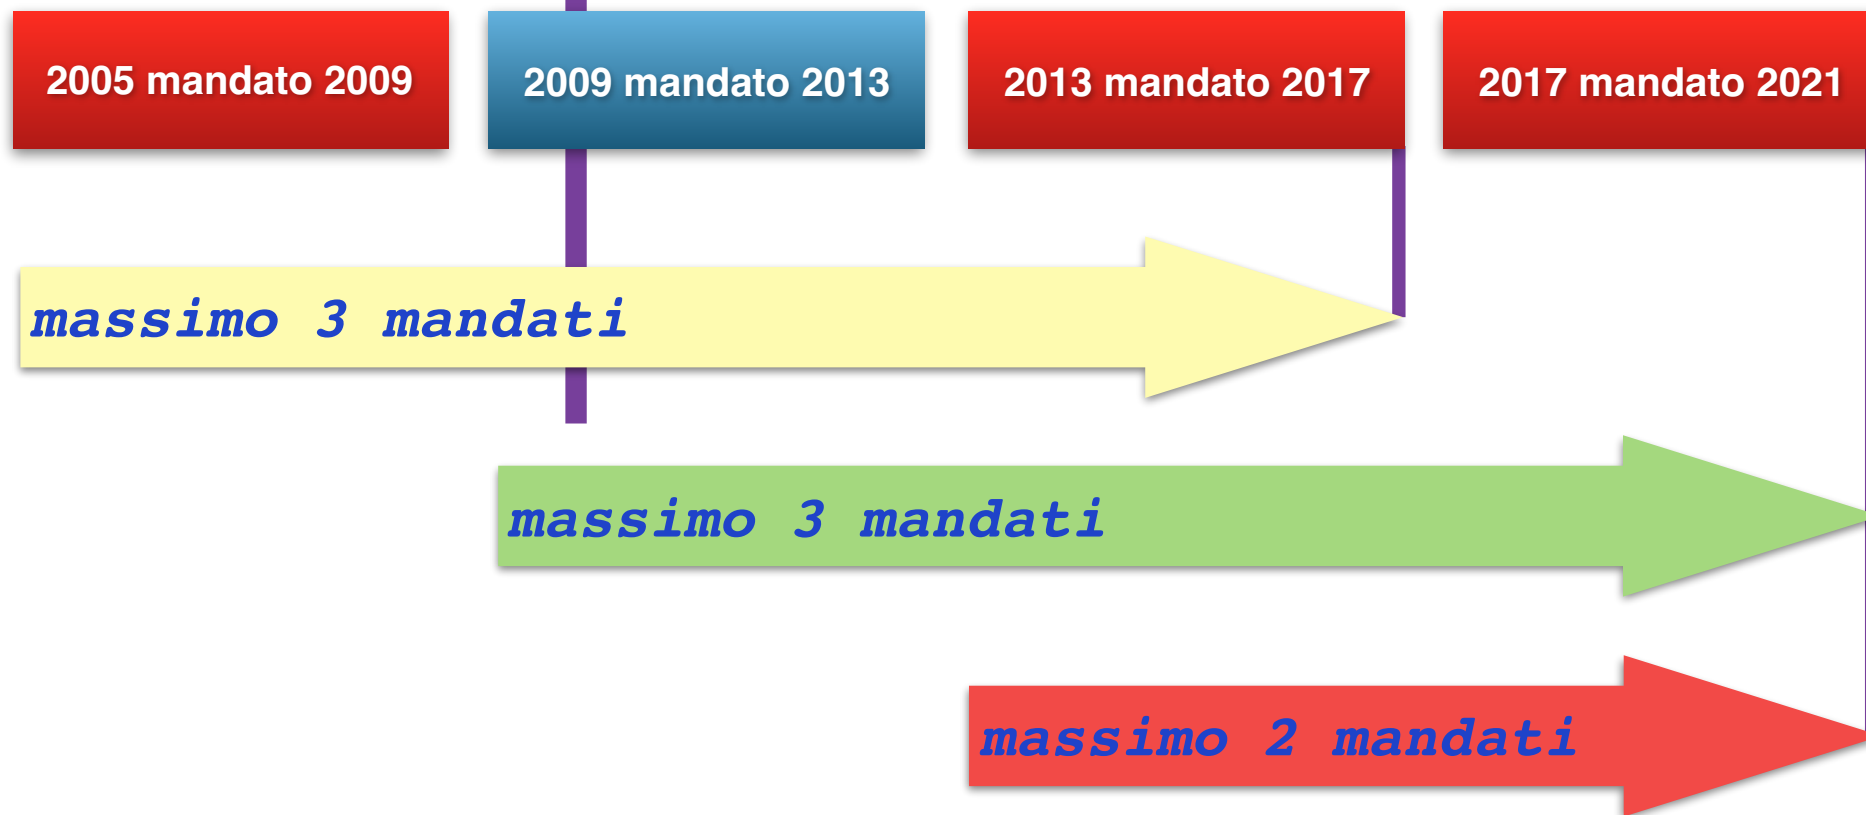 2005 mandato 2009
2009 mandato 2013
2013 mandato 2017
2017 mandato 2021
massimo 3 mandati
massimo 3 mandati
massimo 2 mandati